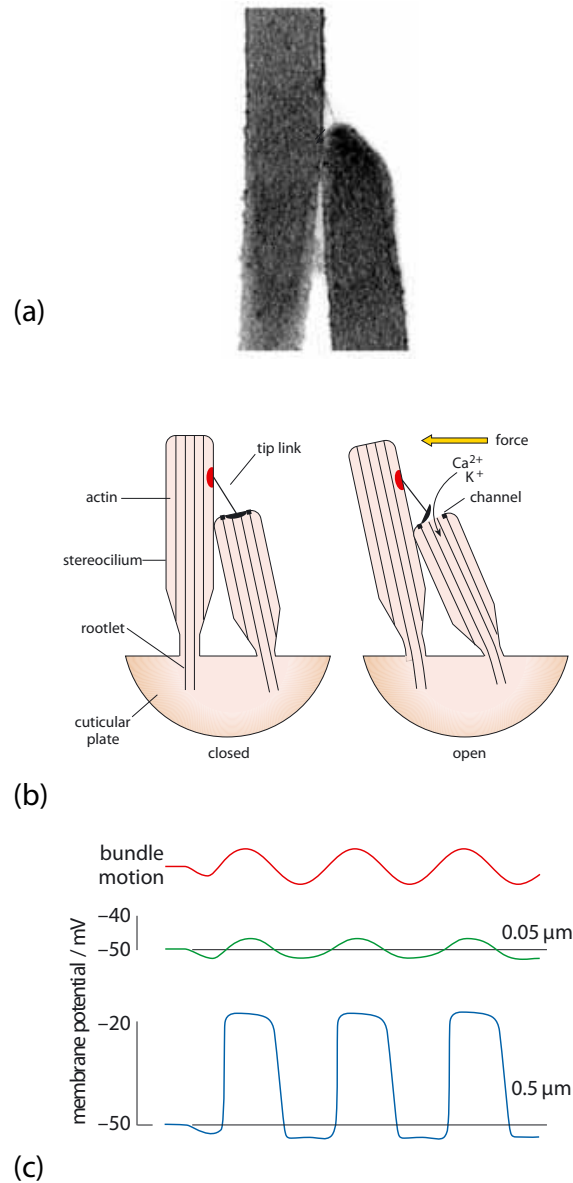 (a)
tip link
actin
stereocilium
rootlet
cuticular
plate
closed
force
Ca2+
K+
channel
open
(b)
bundle
motion
membrane potential / mV
−40
−50
0.05 µm
−20
−50
0.5 µm
(c)